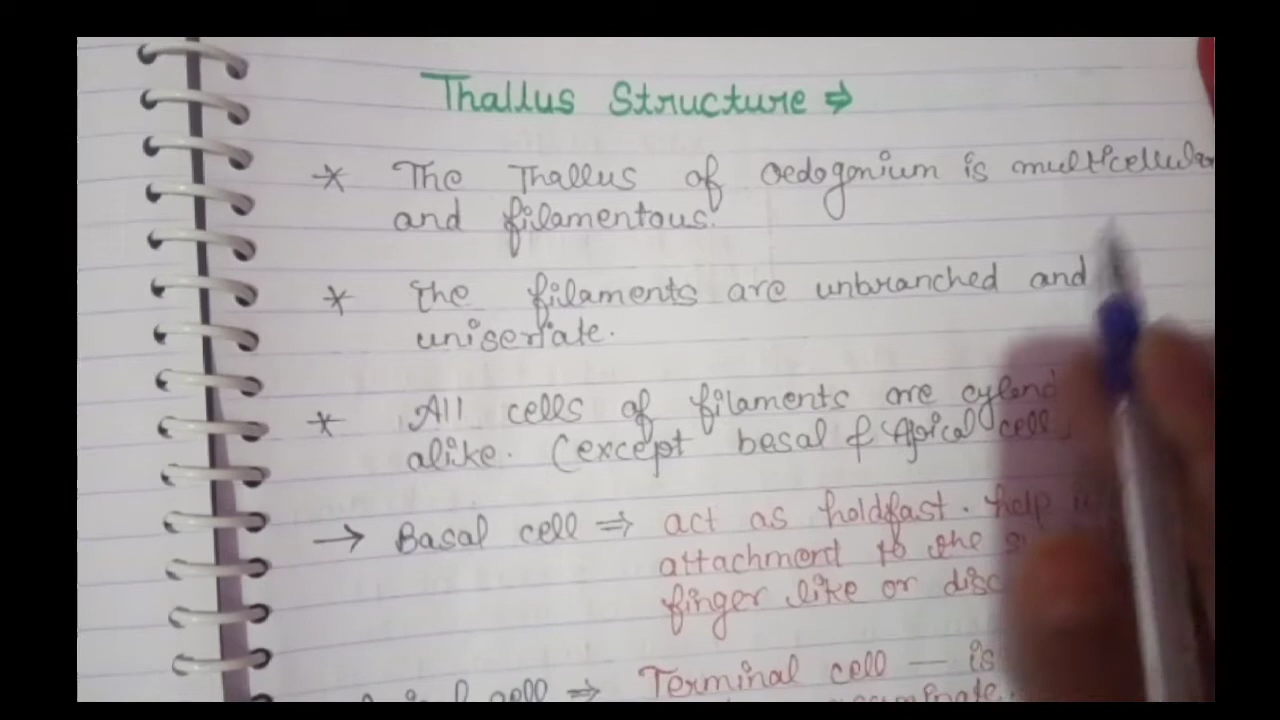 Thallus Structure ⇒
* The Thallus of oedogonium is multicellular
and filamentous.
* The filaments are unbranched and
uniseriate.
* All cells of filaments are
alike. (except basal & Apical cell
→ Basal cell ⇒ act as holdfast. help
attachment to the
finger like or disc
cell ⇒ Terminal cell — is